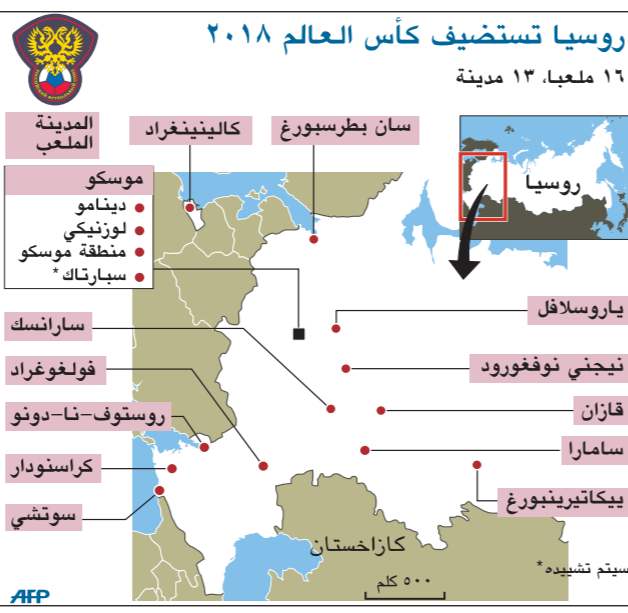 روسيا تستضيف كأس العالم ٢٠١٨
١٦ ملعبا، ١٣ مدينة
المدينة
الملعب
كالينينغراد
سان بطرسبورغ
روسيا
موسكو
دينامو
لوزنيكي
منطقة موسكو
سبارتاك*
ياروسلافل
سارانسك
نيجني نوفغورود
فولغوغراد
قازان
روستوف-نا-دونو
سامارا
كراسنودار
ييكاتيرينبورغ
سوتشي
كازاخستان
سيتم تشييده*
٥٠٠ كلم
AFP